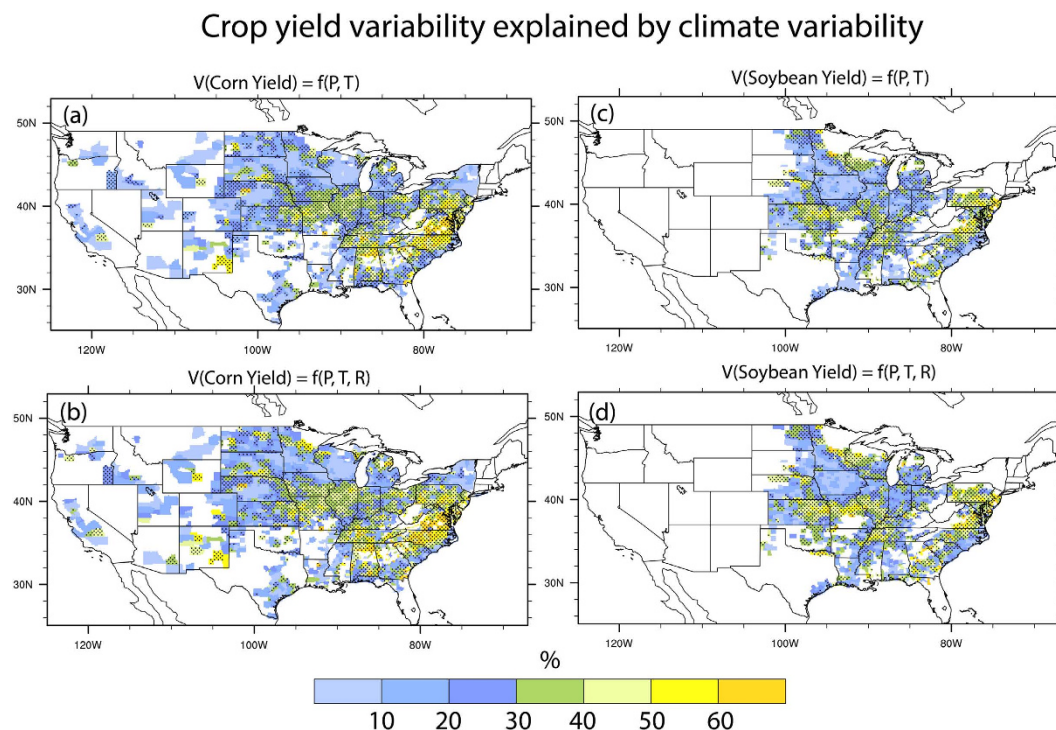 Crop yield variability explained by climate variability
V(Corn Yield) = f(P, T)
(a)
50N
40N
30N
120W 100W 80W
V(Soybean Yield) = f(P, T)
(c)
50N
40N
30N
120W 100W 80W
V(Corn Yield) = f(P, T, R)
(b)
50N
40N
30N
120W 100W 80W
V(Soybean Yield) = f(P, T, R)
(d)
50N
40N
30N
120W 100W 80W
%
10 20 30 40 50 60